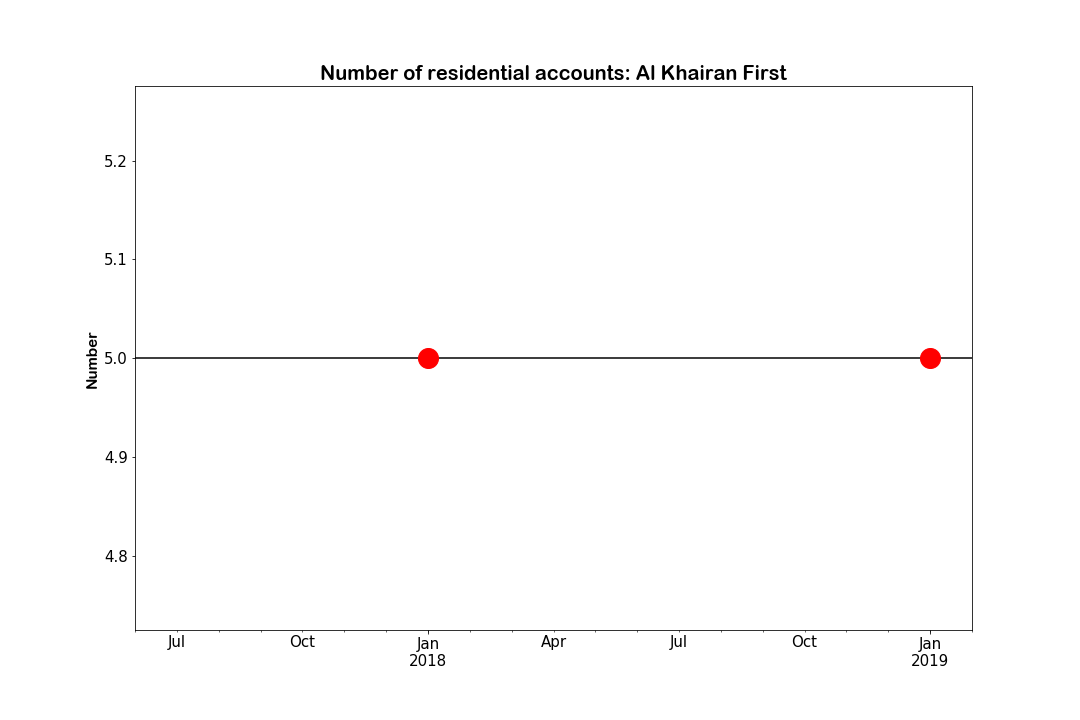 Number of residential accounts: Al Khairan First
Number
5.2
5.1
5.0
4.9
4.8
Jul
Oct
Jan
2018
Apr
Jul
Oct
Jan
2019